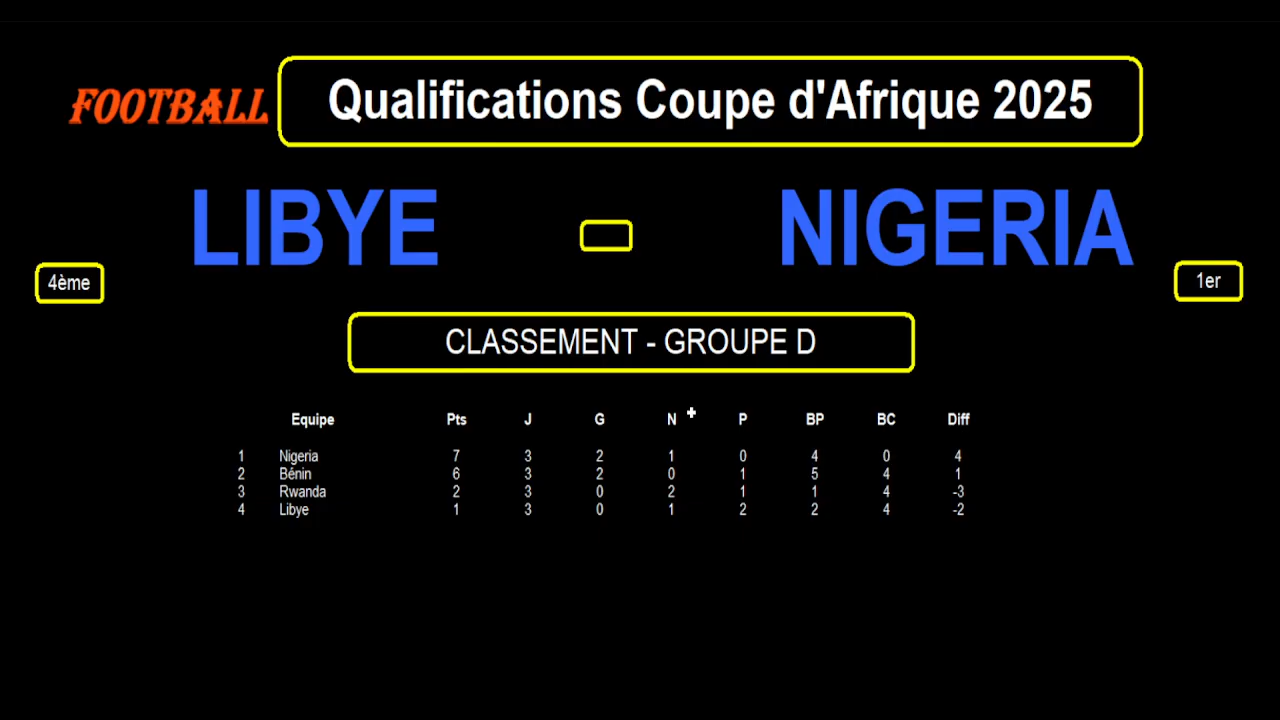 FOOTBALL Qualifications Coupe d'Afrique 2025
LIBYE - NIGERIA
4ème 1er
CLASSEMENT - GROUPE D
Equipe Pts J G N P BP BC Diff
1 Nigeria 7 3 2 1 0 4 0 4
2 Bénin 6 3 2 0 1 5 4 1
3 Rwanda 2 3 0 2 1 1 4 -3
4 Libye 1 3 0 1 2 2 4 -2